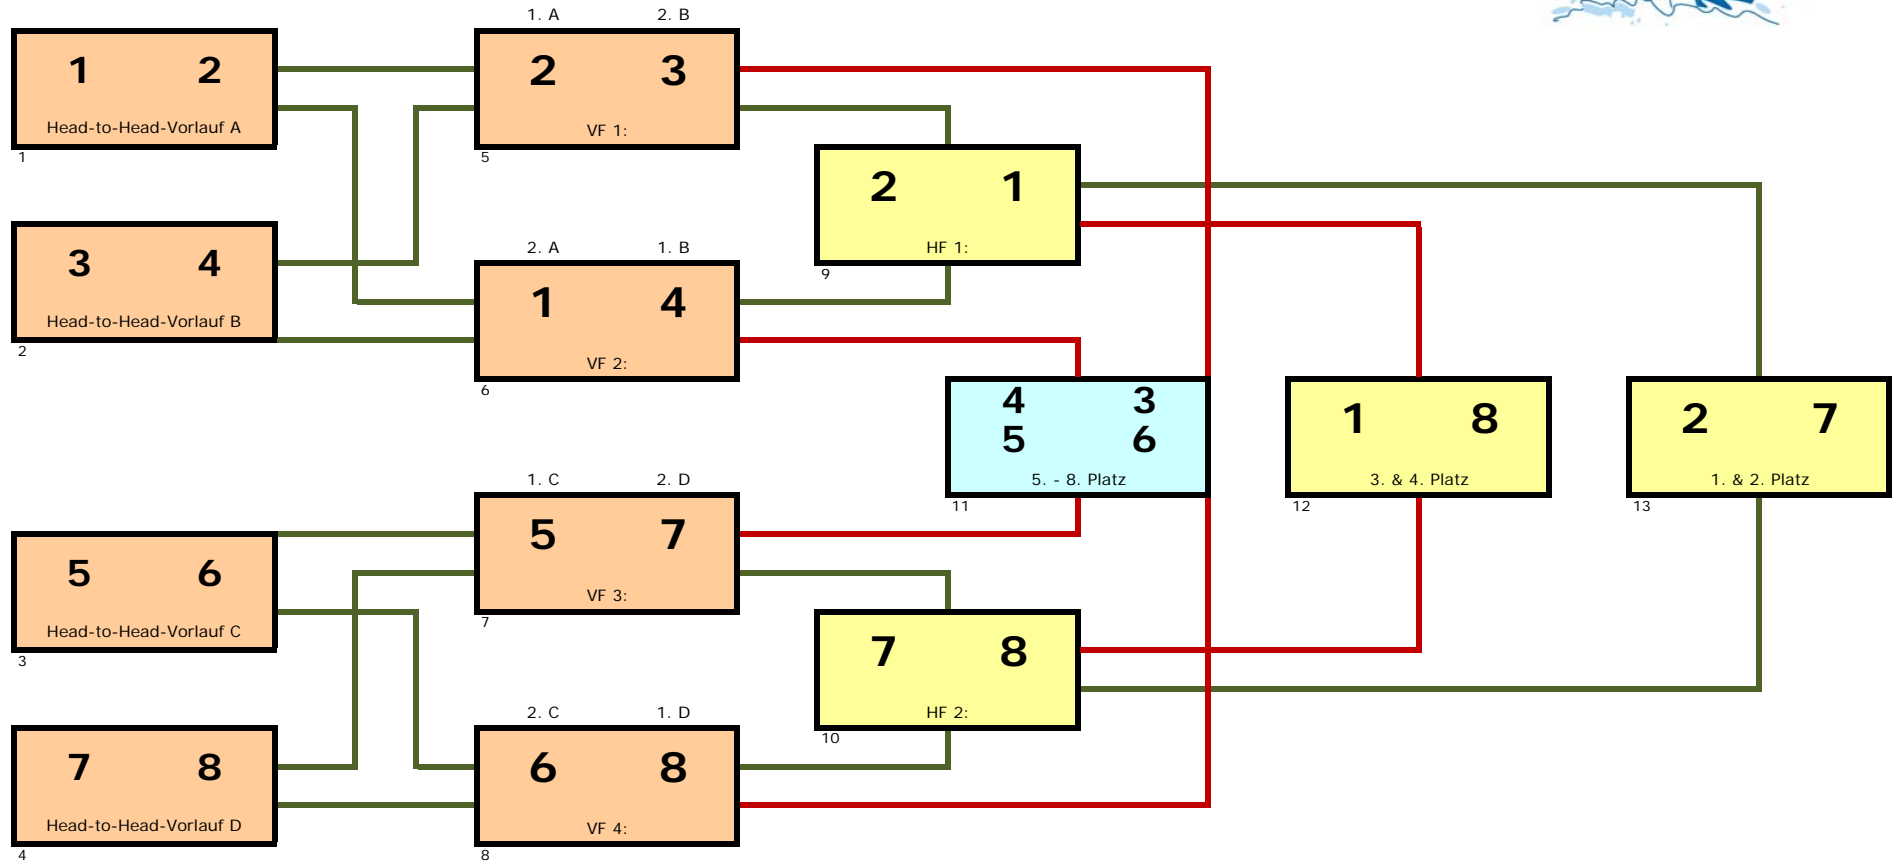 1. A 2. B
1 2
Head-to-Head-Vorlauf A
1
2 3
VF 1:
5
2 1
HF 1:
9
3 4
Head-to-Head-Vorlauf B
2
2. A 1. B
1 4
VF 2:
6
4 3
5 6
5. - 8. Platz
11
1 8
3. & 4. Platz
12
2 7
1. & 2. Platz
13
1. C 2. D
5 7
VF 3:
7
5 6
Head-to-Head-Vorlauf C
3
7 8
HF 2:
10
2. C 1. D
7 8
Head-to-Head-Vorlauf D
4
6 8
VF 4:
8